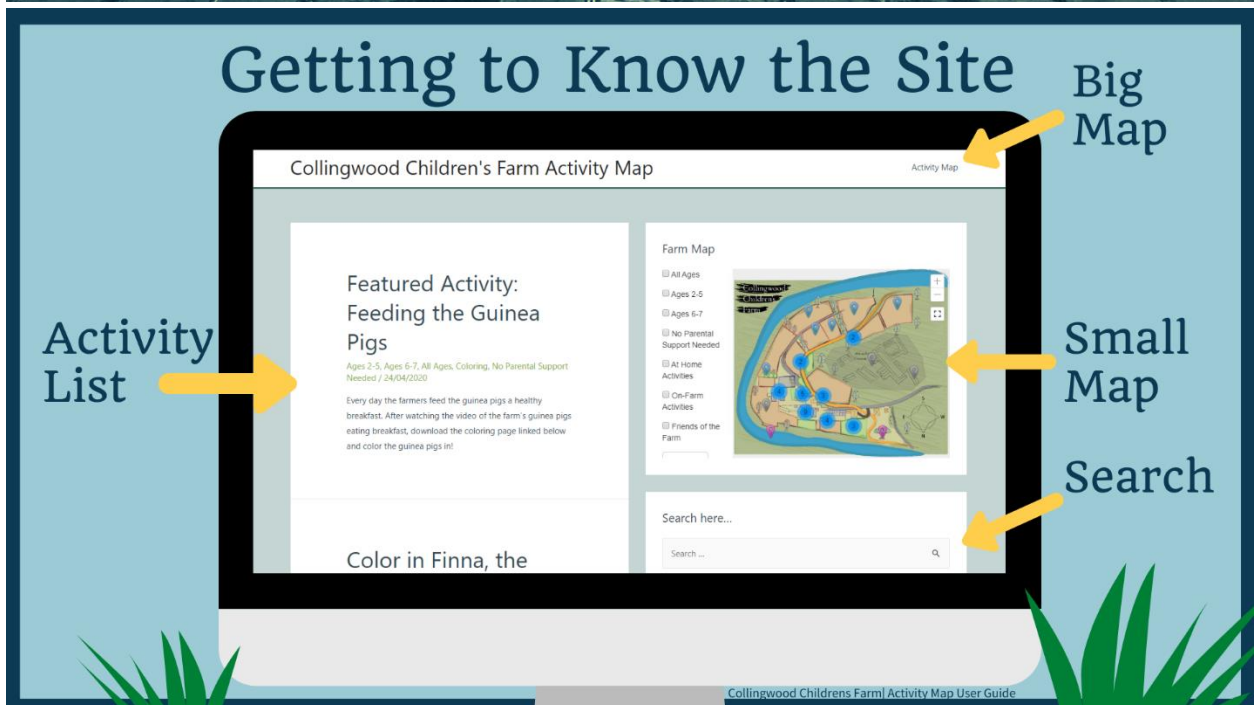 Getting to Know the Site
Big
Map
Collingwood Children's Farm Activity Map
Activity Map
Activity
List
Featured Activity:
Feeding the Guinea
Pigs
Ages 2-5, Ages 6-7, All Ages, Coloring, No Parental Support
Needed / 24/04/2020
Every day the farmers feed the guinea pigs a healthy
breakfast. After watching the video of the farm's guinea pigs
eating breakfast, download the coloring page linked below
and color the guinea pigs in!
Color in Finna, the
Farm Map
All Ages
Ages 2-5
Ages 6-7
No Parental
Support Needed
At Home
Activities
On-Farm
Activities
Friends of the
Farm
Collingwood
Children's
Farm
Small
Map
Search
Search here...
Search ...
Collingwood Childrens Farm| Activity Map User Guide